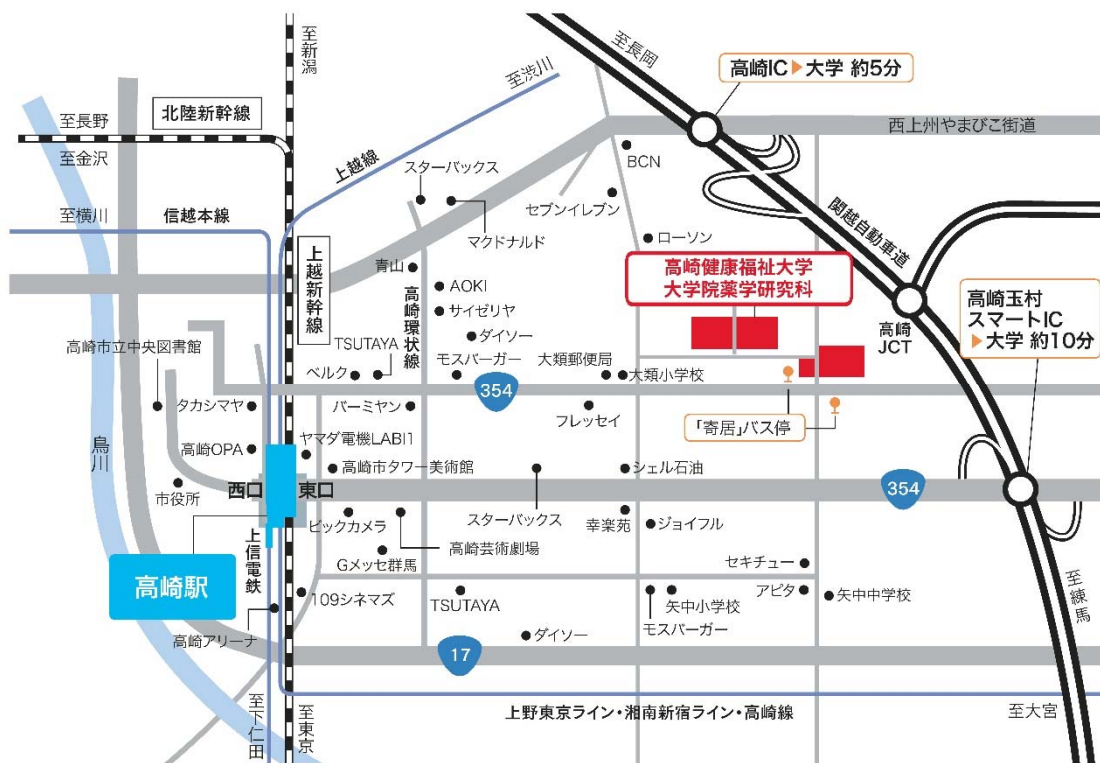 至新潟
至長岡
高崎IC▶大学 約5分
北陸新幹線
至長野
至金沢
至渋川
上越線
西上州やまびこ街道
BCN
スターバックス
セブンイレブン
至横川
信越本線
マクドナルド
ローソン
関越自動車道
上越新幹線
青山
高崎環状線
AOKI
サイゼリヤ
ダイソー
高崎健康福祉大学
大学院薬学研究科
高崎
JCT
高崎玉村
スマートIC
▶大学 約10分
高崎市立中央図書館
TSUTAYA
ベルク
モスバーガー
大類郵便局
大類小学校
354
タカシマヤ
バーミヤン
フレッセイ
「寄居」バス停
烏川
高崎OPA
ヤマダ電機LABI1
高崎市タワー美術館
シェル石油
市役所
西口
東口
354
ビックカメラ
スターバックス
幸楽苑
ジョイフル
高崎芸術劇場
上信電鉄
Gメッセ群馬
セキチュー
高崎駅
109シネマズ
TSUTAYA
矢中小学校
アピタ
矢中中学校
モスバーガー
至練馬
高崎アリーナ
ダイソー
17
至下仁田
至東京
上野東京ライン・湘南新宿ライン・高崎線
至大宮